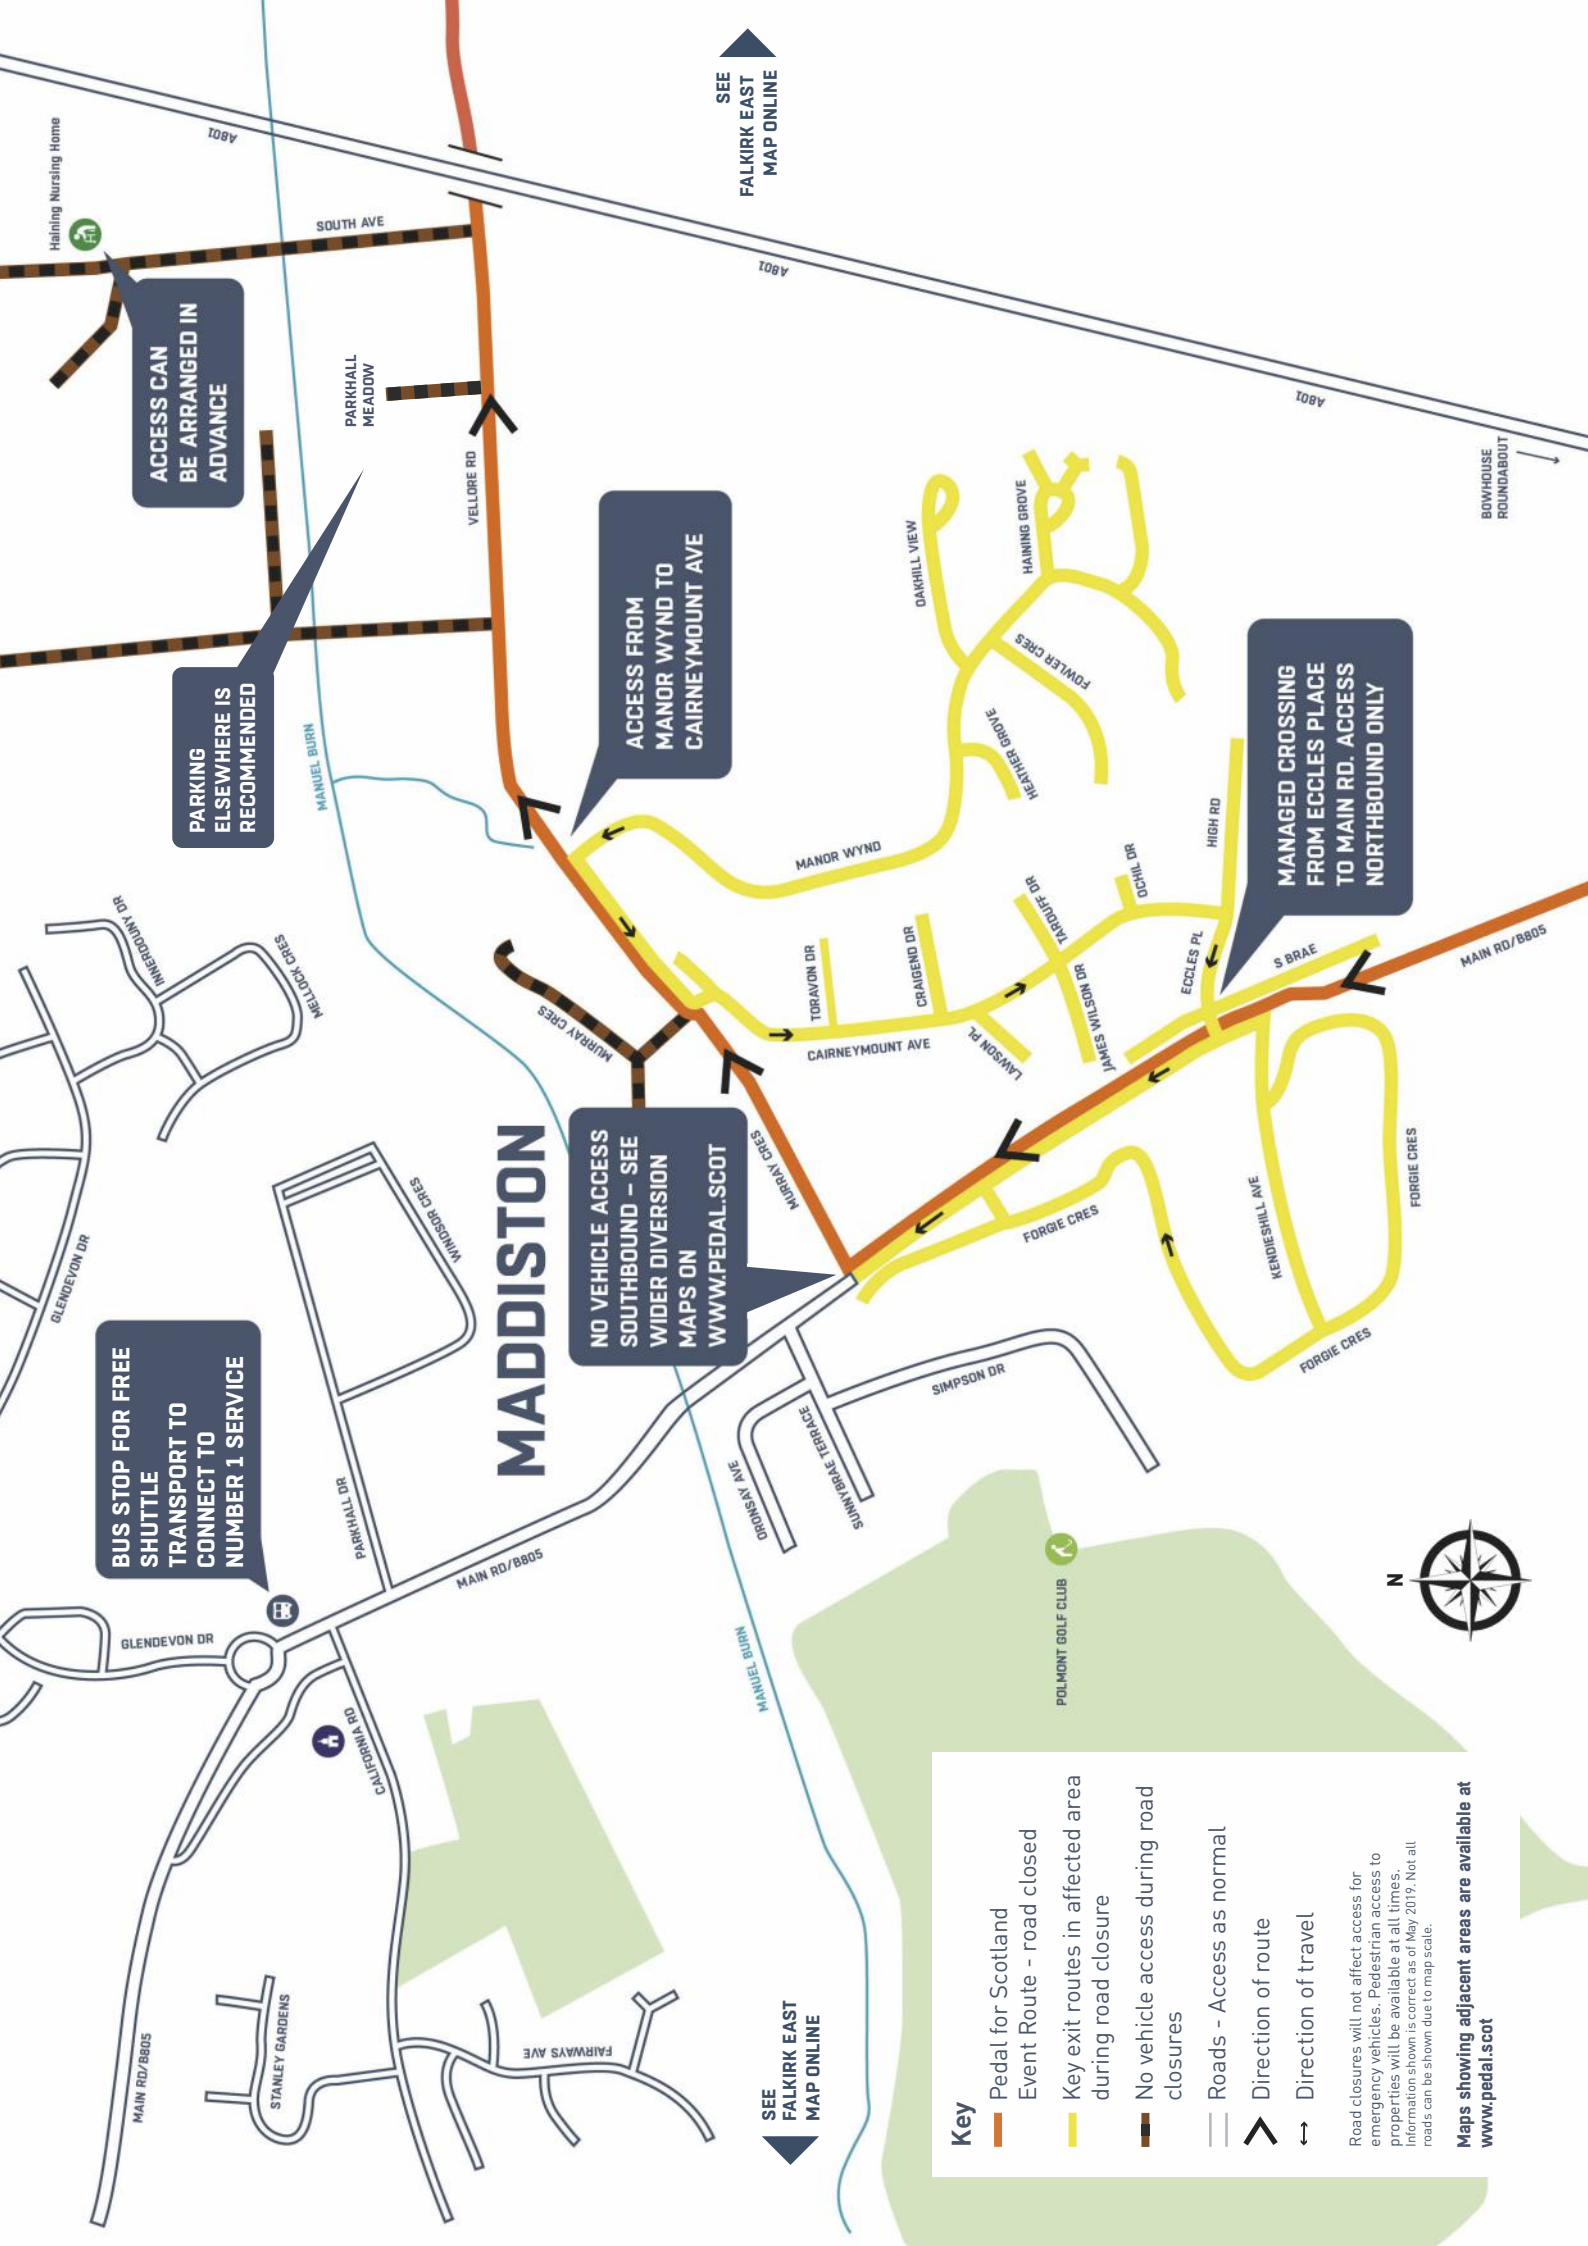 MAIN RD/B805
STANLEY GARDENS
FAIRWAYS AVE
CALIFORNIA RD
GLENDEVON DR
BUS STOP FOR FREE
SHUTTLE
TRANSPORT TO
CONNECT TO
NUMBER 1 SERVICE
MAIN RD/B805
PARKHALL DR
GLENDEVON DR
WINDSOR CRES
INNERDOUNY DR
MELLOCK CRES
MADDISTON
MANUEL BURN
PARKING
ELSEWHERE IS
RECOMMENDED
ACCESS CAN
BE ARRANGED IN
ADVANCE
Haining Nursing Home
SOUTH AVE
A801
PARKHALL
MEADOW
VELLORE RD
SEE
FALKIRK EAST
MAP ONLINE
A801
A801
BOWHOUSE
ROUNDABOUT
ACCESS FROM
MANOR WYND TO
CAIRNEYMOUNT AVE
NO VEHICLE ACCESS
SOUTHBOUND – SEE
WIDER DIVERSION
MAPS ON
WWW.PEDAL.SCOT
MURRAY CRES
MURRAY CRES
MANOR WYND
OAKHILL VIEW
HAINING GROVE
FOWLER CRES
HEATHER GROVE
TORAVON DR
CRAIGEND DR
TARDUFF DR
OCHIL DR
HIGH RD
CAIRNEYMOUNT AVE
LAWSON PL
JAMES WILSON DR
ECCLES PL
S BRAE
MANAGED CROSSING
FROM ECCLES PLACE
TO MAIN RD. ACCESS
NORTHBOUND ONLY
MAIN RD/B805
FORGIE CRES
KENDIESHILL AVE
FORGIE CRES
FORGIE CRES
SIMPSON DR
SUNNYBRAE TERRACE
ORONSAY AVE
MANUEL BURN
POLMONT GOLF CLUB
N
SEE
FALKIRK EAST
MAP ONLINE
Key
Pedal for Scotland
Event Route - road closed
Key exit routes in affected area
during road closure
No vehicle access during road
closures
Roads - Access as normal
Direction of route
Direction of travel
Road closures will not affect access for
emergency vehicles. Pedestrian access to
properties will be available at all times.
Information shown is correct as of May 2019. Not all
roads can be shown due to map scale.
Maps showing adjacent areas are available at
www.pedal.scot